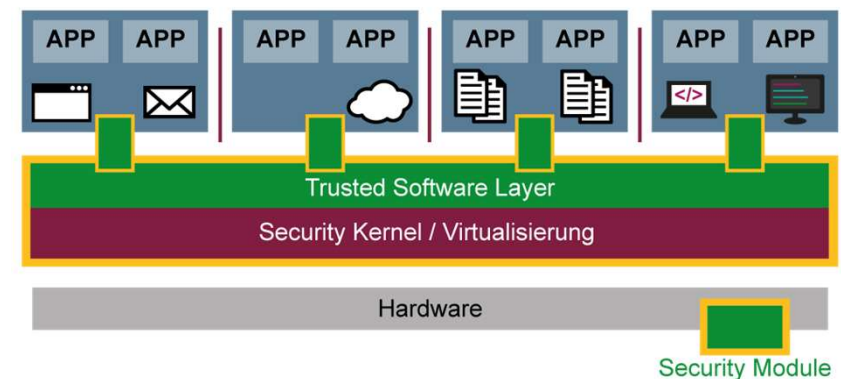 APP APP APP APP APP APP APP APP
</>
Trusted Software Layer
Security Kernel / Virtualisierung
Hardware
Security Module